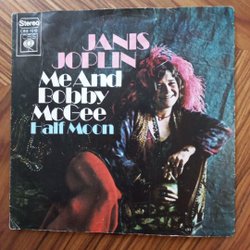 Stereo
JANIS
JOPLIN
Me And
Bobby
McGee
Half Moon